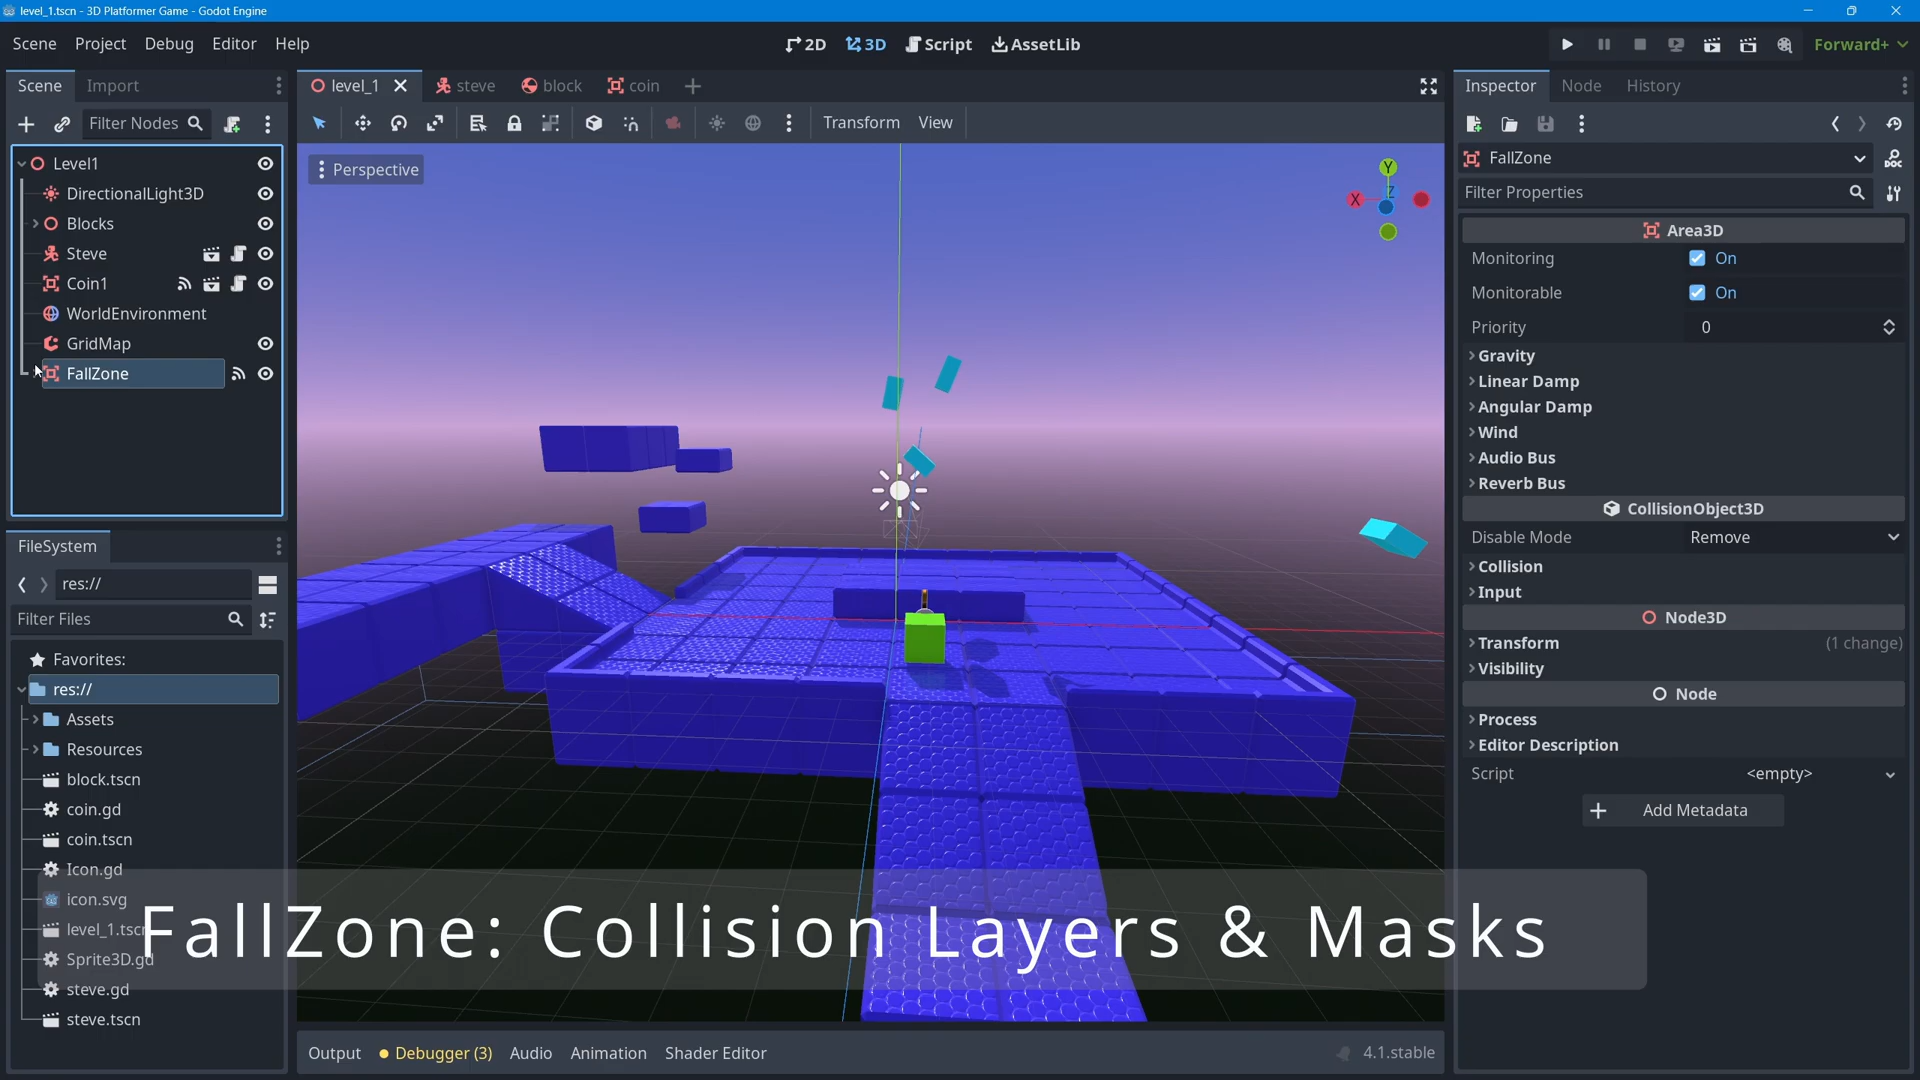 level_1.tscn - 3D Platformer Game - Godot Engine
Scene Project Debug Editor Help
2D 3D Script AssetLib
Forward+
Scene Import
level_1 steve block coin
Inspector Node History
Filter Nodes
Transform View
Level1
DirectionalLight3D
Blocks
Steve
Coin1
WorldEnvironment
GridMap
FallZone
Perspective
Y
X
Z
FallZone
Filter Properties
Area3D
Monitoring On
Monitorable On
Priority 0
Gravity
Linear Damp
Angular Damp
Wind
Audio Bus
Reverb Bus
CollisionObject3D
Disable Mode Remove
Collision
Input
Node3D
Transform (1 change)
Visibility
Node
Process
Editor Description
Script <empty>
Add Metadata
FileSystem
res://
Filter Files
Favorites:
res://
Assets
Resources
block.tscn
coin.gd
coin.tscn
Icon.gd
icon.svg
level_1.tscn
Sprite3D.gd
steve.gd
steve.tscn
FallZone: Collision Layers & Masks
Output Debugger (3) Audio Animation Shader Editor
4.1.stable